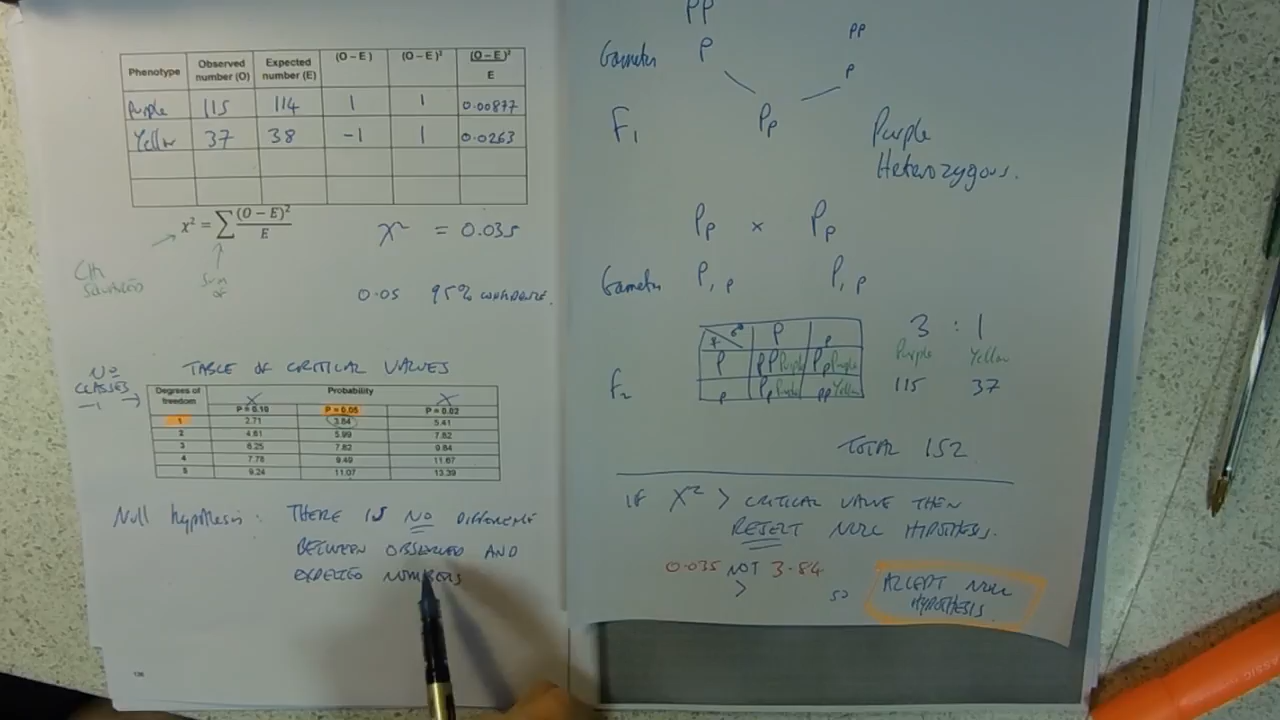 Phenotype Observed number (O) Expected number (E) (O – E) (O – E)² (O – E)² E
Purple 115 114 1 1 0.00877
Yellow 37 38 –1 1 0.0263
χ² = ∑ (O – E)² E
χ² = 0.035
CHI SQUARED
Sum of
0.05 95% CONFIDENCE.
TABLE OF CRITICAL VALUES
NO CLASSES –1 →
Degrees of freedom Probability
X X
P = 0.10 P = 0.05 P = 0.02
1 2.71 3.84 5.41
2 4.61 5.99 7.82
3 6.25 7.82 9.84
4 7.78 9.49 11.67
5 9.24 11.07 13.39
Null hypothesis: THERE IS NO DIFFERENCE
BETWEEN OBSERVED AND
EXPECTED NUMBERS
136
PP pp
Gametes P p
F1 Pp Purple
Heterozygous.
Pp × Pp
Gametes P, p P, p
♀ ♂ P p
P PP Purple Pp Purple
p Pp Purple pp Yellow
F2
3 : 1
Purple Yellow
115 37
TOTAL 152
IF χ² > CRITICAL VALUE THEN
REJECT NULL HYPOTHESIS.
0.035 NOT > 3.84
so ACCEPT NULL
HYPOTHESIS.